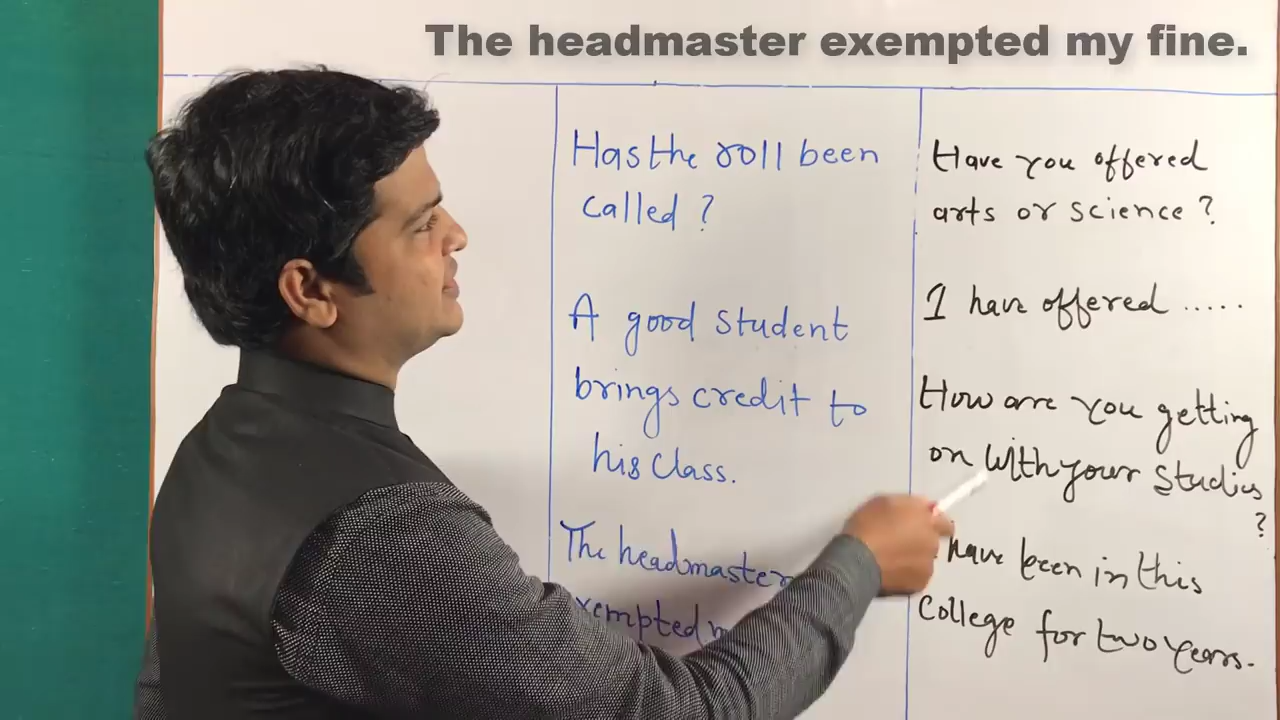 The headmaster exempted my fine.
Has the roll been
called ?
A good student
brings credit to
his class.
The headmaster
xempted
Have you offered
arts or science ?
I have offered .....
How are you getting
on with your studies
?
have been in this
College for two years.